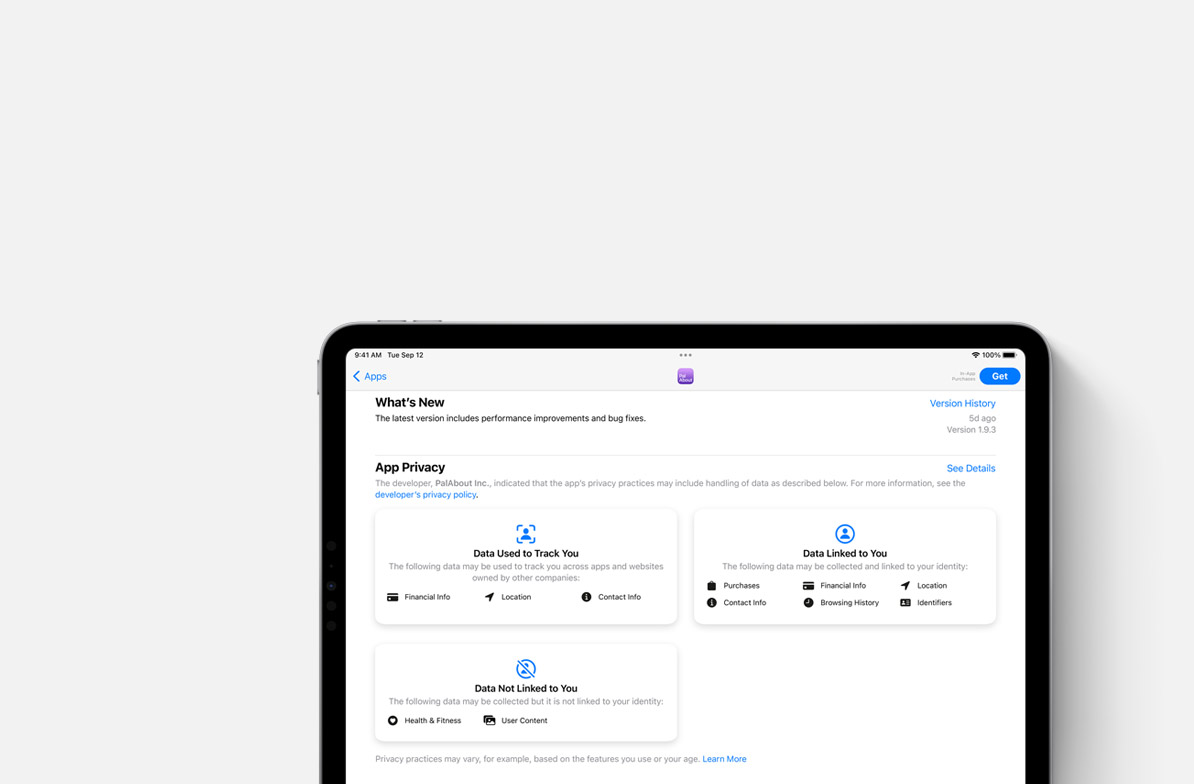 9:41 AM Tue Sep 12
100%
Apps
Pal About
In-App
Purchases
Get
What's New
Version History
The latest version includes performance improvements and bug fixes.
5d ago
Version 1.9.3
App Privacy
See Details
The developer, PalAbout Inc., indicated that the app's privacy practices may include handling of data as described below. For more information, see the
developer's privacy policy.
Data Used to Track You
The following data may be used to track you across apps and websites
owned by other companies:
Financial Info Location Contact Info
Data Linked to You
The following data may be collected and linked to your identity:
Purchases Financial Info Location
Contact Info Browsing History Identifiers
Data Not Linked to You
The following data may be collected but it is not linked to your identity:
Health & Fitness User Content
Privacy practices may vary, for example, based on the features you use or your age. Learn More